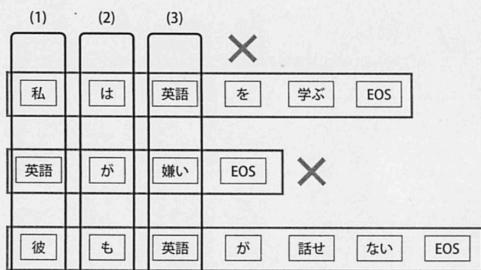 (1) (2) (3)
私 は 英語 を 学ぶ EOS
英語 が 嫌い EOS
彼 も 英語 が 話せ ない EOS